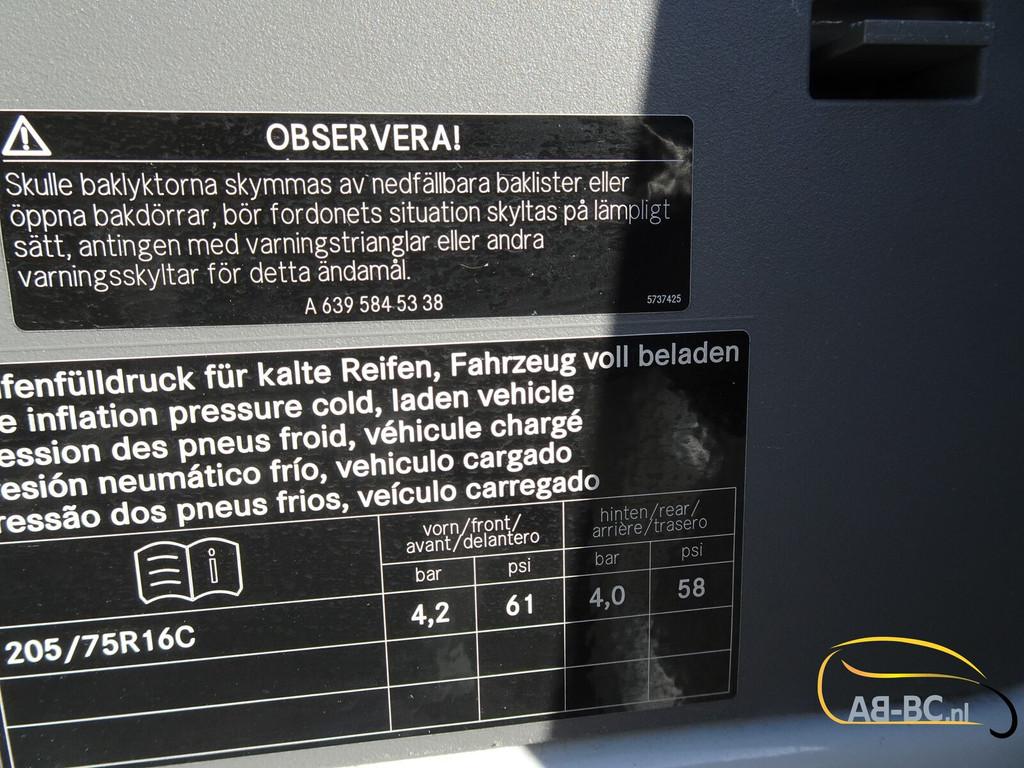 OBSERVERA!
Skulle baklyktorna skymmas av nedfällbara baklister eller
öppna bakdörrar, bör fordonets situation skyltas på lämpligt
sätt, antingen med varningstrianglar eller andra
varningsskyltar för detta ändamål.
A 639 584 53 38
5737425
ifenfülldruck für kalte Reifen, Fahrzeug voll beladen
e inflation pressure cold, laden vehicle
ession des pneus froid, véhicule chargé
esión neumático frío, vehiculo cargado
ressão dos pneus frios, veículo carregado
vorn/front/
avant/delantero
hinten/rear/
arrière/trasero
bar psi bar psi
205/75R16C 4,2 61 4,0 58
AB-BC.nl